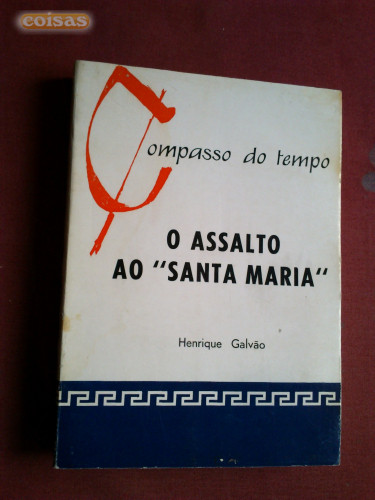 coisas
Compasso do tempo
O ASSALTO
AO "SANTA MARIA"
Henrique Galvão